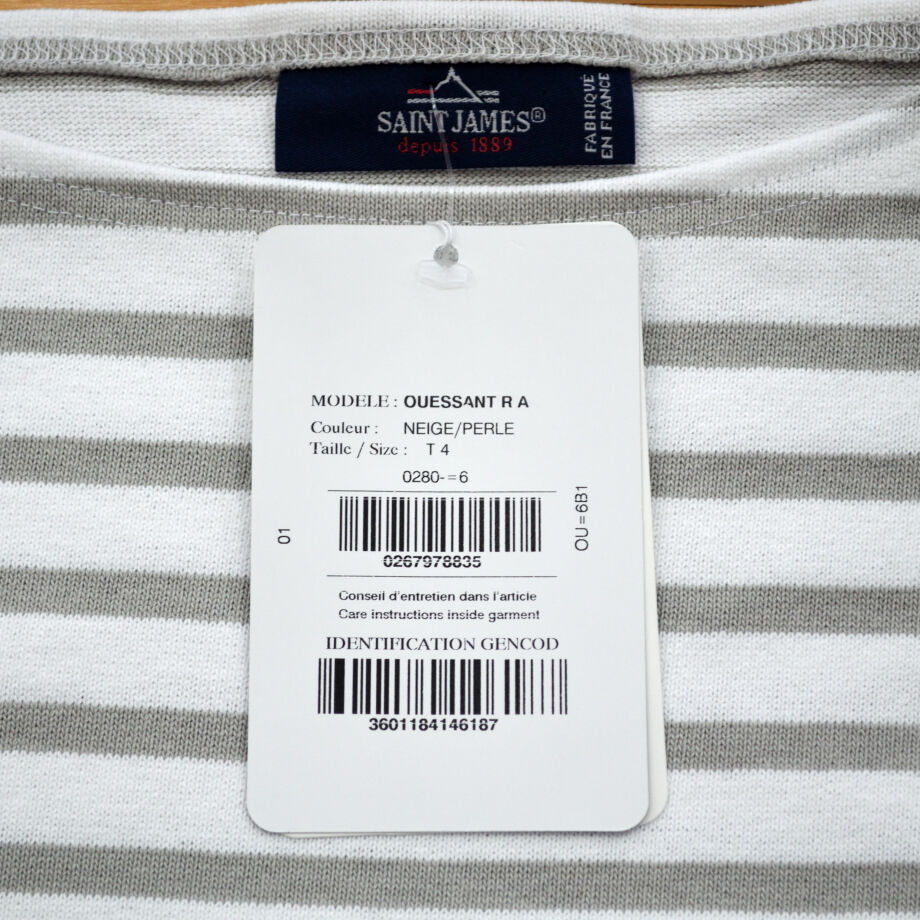 SAINT JAMES®
depuis 1889
FABRIQUÉ
EN FRANCE
MODELE : OUESSANT R A
Couleur : NEIGE/PERLE
Taille / Size : T 4
0280-=6
01
OU=6B1
0267978835
Conseil d'entretien dans l'article
Care instructions inside garment
IDENTIFICATION GENCOD
3601184146187